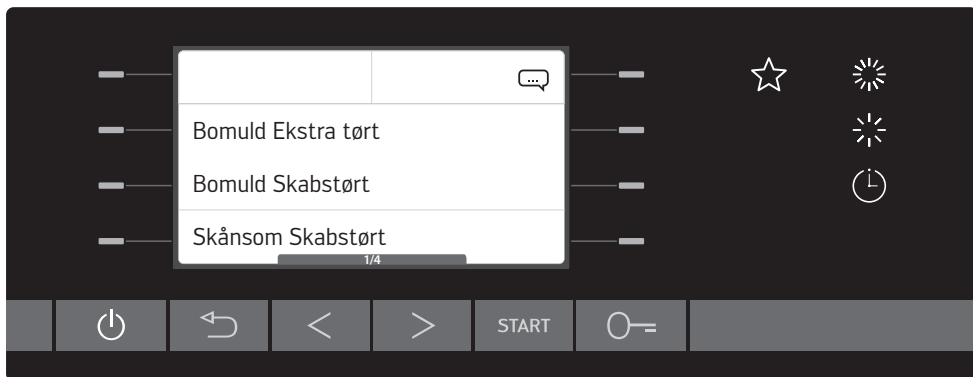 ...
Bomuld Ekstra tørt
Bomuld Skabstørt
Skånsom Skabstørt
1/4
START